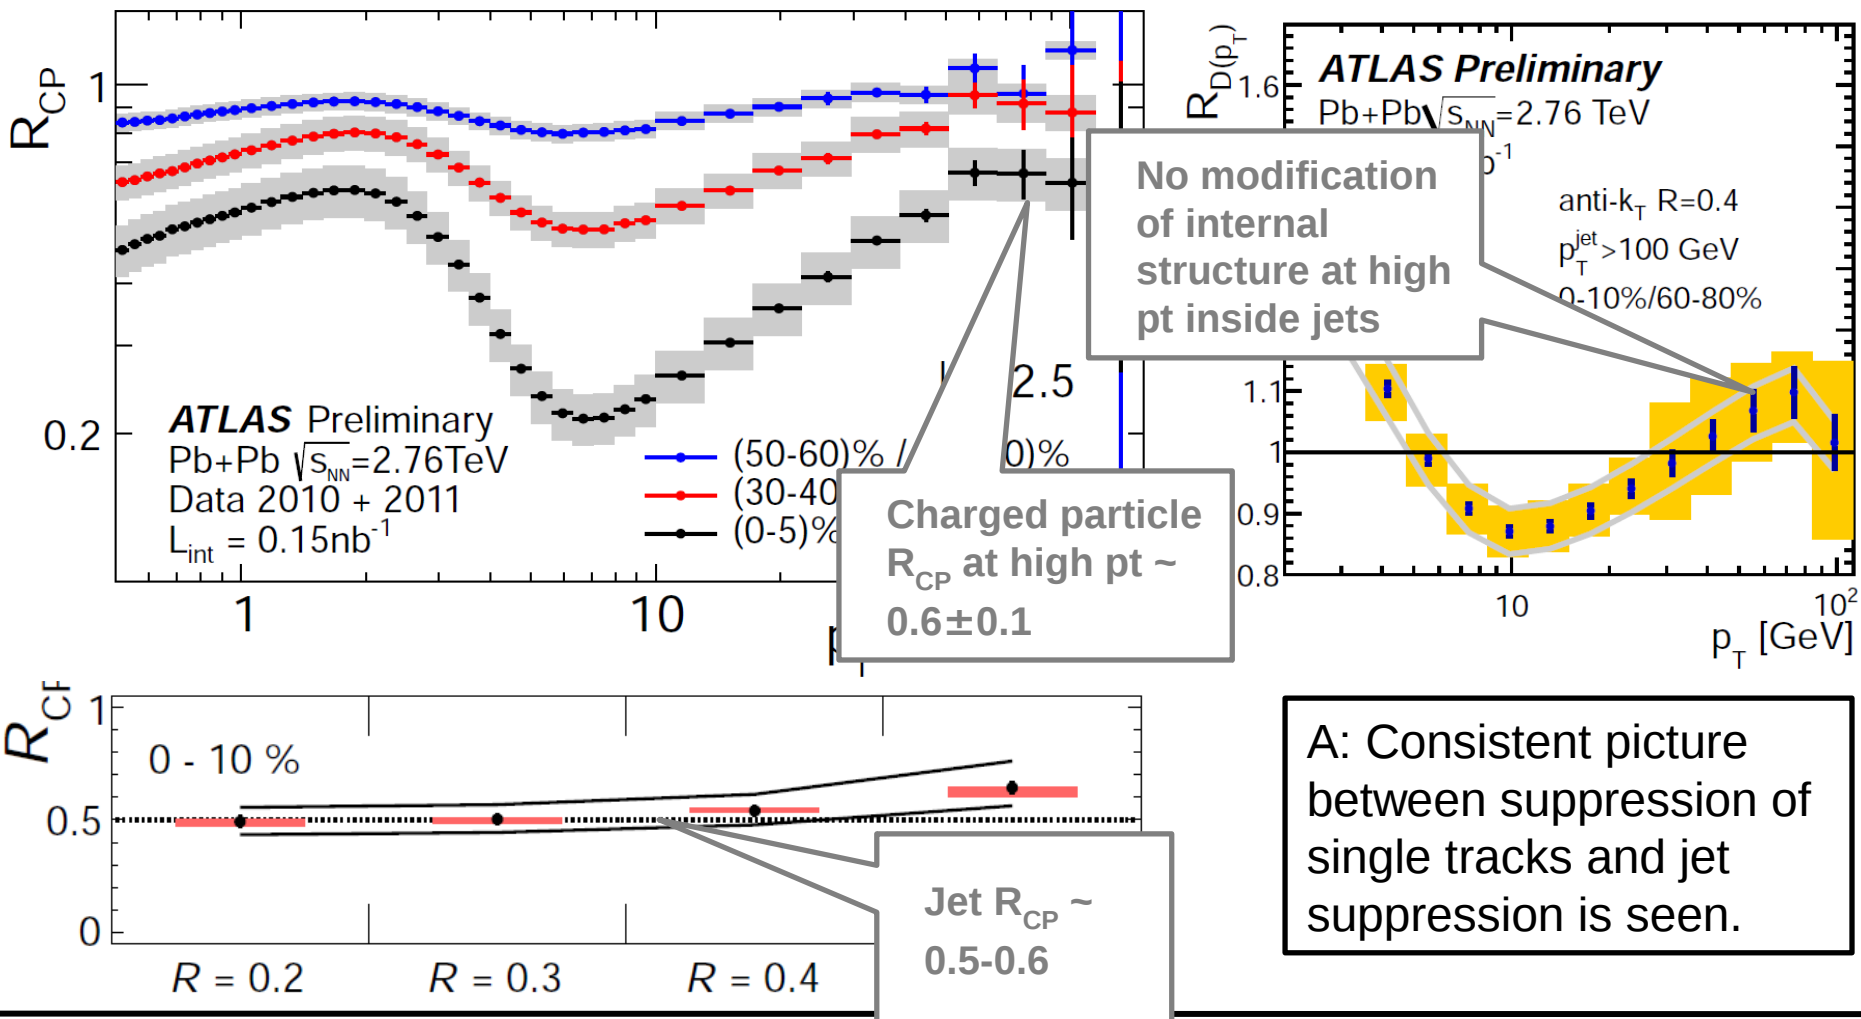 R_CP
1
0.2
ATLAS Preliminary
Pb+Pb √s_NN=2.76TeV
Data 2010 + 2011
L_int = 0.15nb^-1
2.5
(50-60)% / 0)%
(30-40
(0-5)%
1
10
Charged particle
R_CP at high pt ~
0.6±0.1
R_D(p_T)
1.6
1.1
1
0.9
0.8
ATLAS Preliminary
Pb+Pb √s_NN=2.76 TeV
b^-1
anti-k_T R=0.4
p_T^jet >100 GeV
0-10%/60-80%
No modification
of internal
structure at high
pt inside jets
10
10^2
p_T [GeV]
1
0.5
0
0 - 10 %
R = 0.2
R = 0.3
R = 0.4
Jet R_CP ~
0.5-0.6
A: Consistent picture
between suppression of
single tracks and jet
suppression is seen.